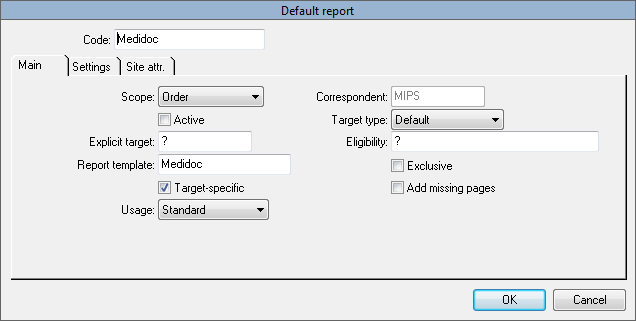 Default report
Code: Medidoc
Main Settings Site attr.
Scope: Order Correspondent: MIPS
Active Target type: Default
Explicit target: ? Eligibility: ?
Report template: Medidoc Exclusive
Target-specific Add missing pages
Usage: Standard
OK Cancel